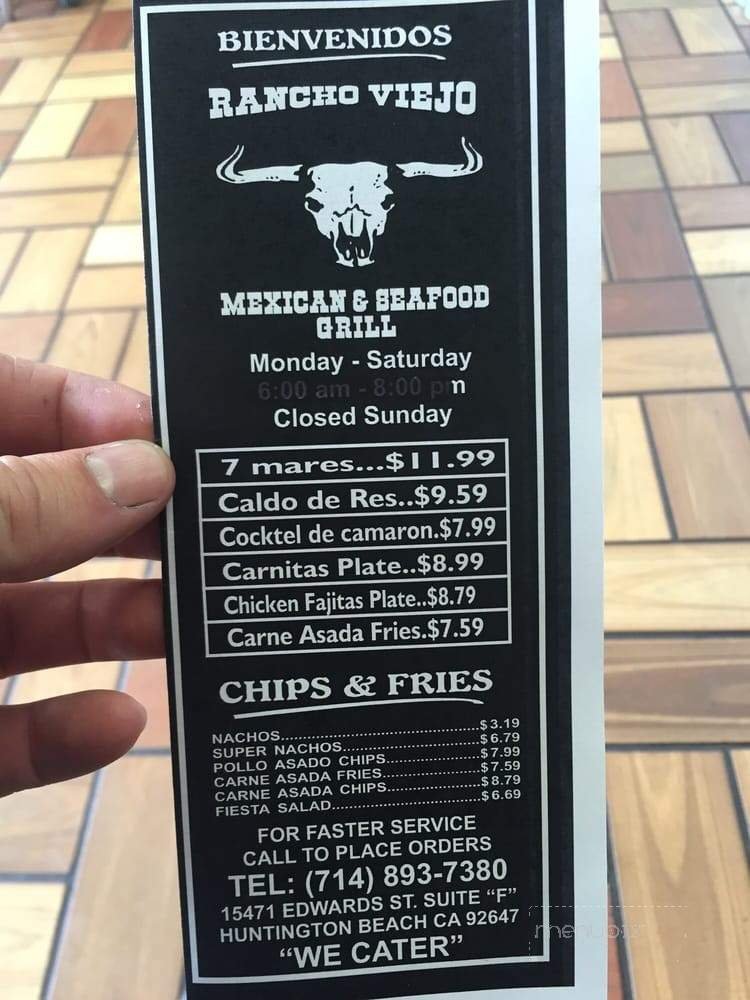 BIENVENIDOS
RANCHO VIEJO
MEXICAN & SEAFOOD
GRILL
Monday - Saturday
6:00 am - 8:00 pm
Closed Sunday
7 mares...$11.99
Caldo de Res..$9.59
Cocktel de camaron.$7.99
Carnitas Plate..$8.99
Chicken Fajitas Plate..$8.79
Carne Asada Fries.$7.59
CHIPS & FRIES
NACHOS..........$3.19
SUPER NACHOS..........$6.79
POLLO ASADO CHIPS..........$7.99
CARNE ASADA FRIES..........$7.59
CARNE ASADA CHIPS..........$8.79
FIESTA SALAD..........$6.69
FOR FASTER SERVICE
CALL TO PLACE ORDERS
TEL: (714) 893-7380
15471 EDWARDS ST. SUITE "F"
HUNTINGTON BEACH CA 92647
"WE CATER"